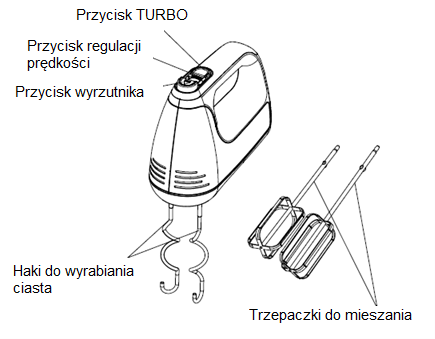 Przycisk TURBO
Przycisk regulacji
prędkości
Przycisk wyrzutnika
Haki do wyrabiania
ciasta
Trzepaczki do mieszania